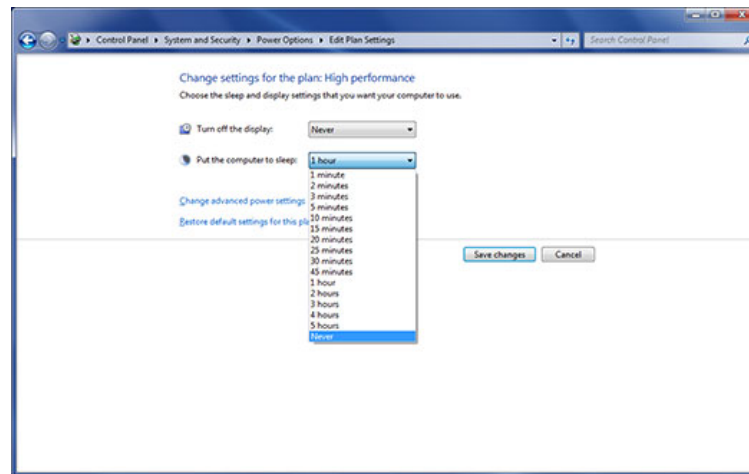 Control Panel ▸ System and Security ▸ Power Options ▸ Edit Plan Settings
Search Control Panel
Change settings for the plan: High performance
Choose the sleep and display settings that you want your computer to use.
Turn off the display: Never
Put the computer to sleep: 1 hour
1 minute
2 minutes
3 minutes
Change advanced power settings
5 minutes
10 minutes
Restore default settings for this pla
15 minutes
20 minutes
25 minutes
Save changes Cancel
30 minutes
45 minutes
1 hour
2 hours
3 hours
4 hours
5 hours
Never